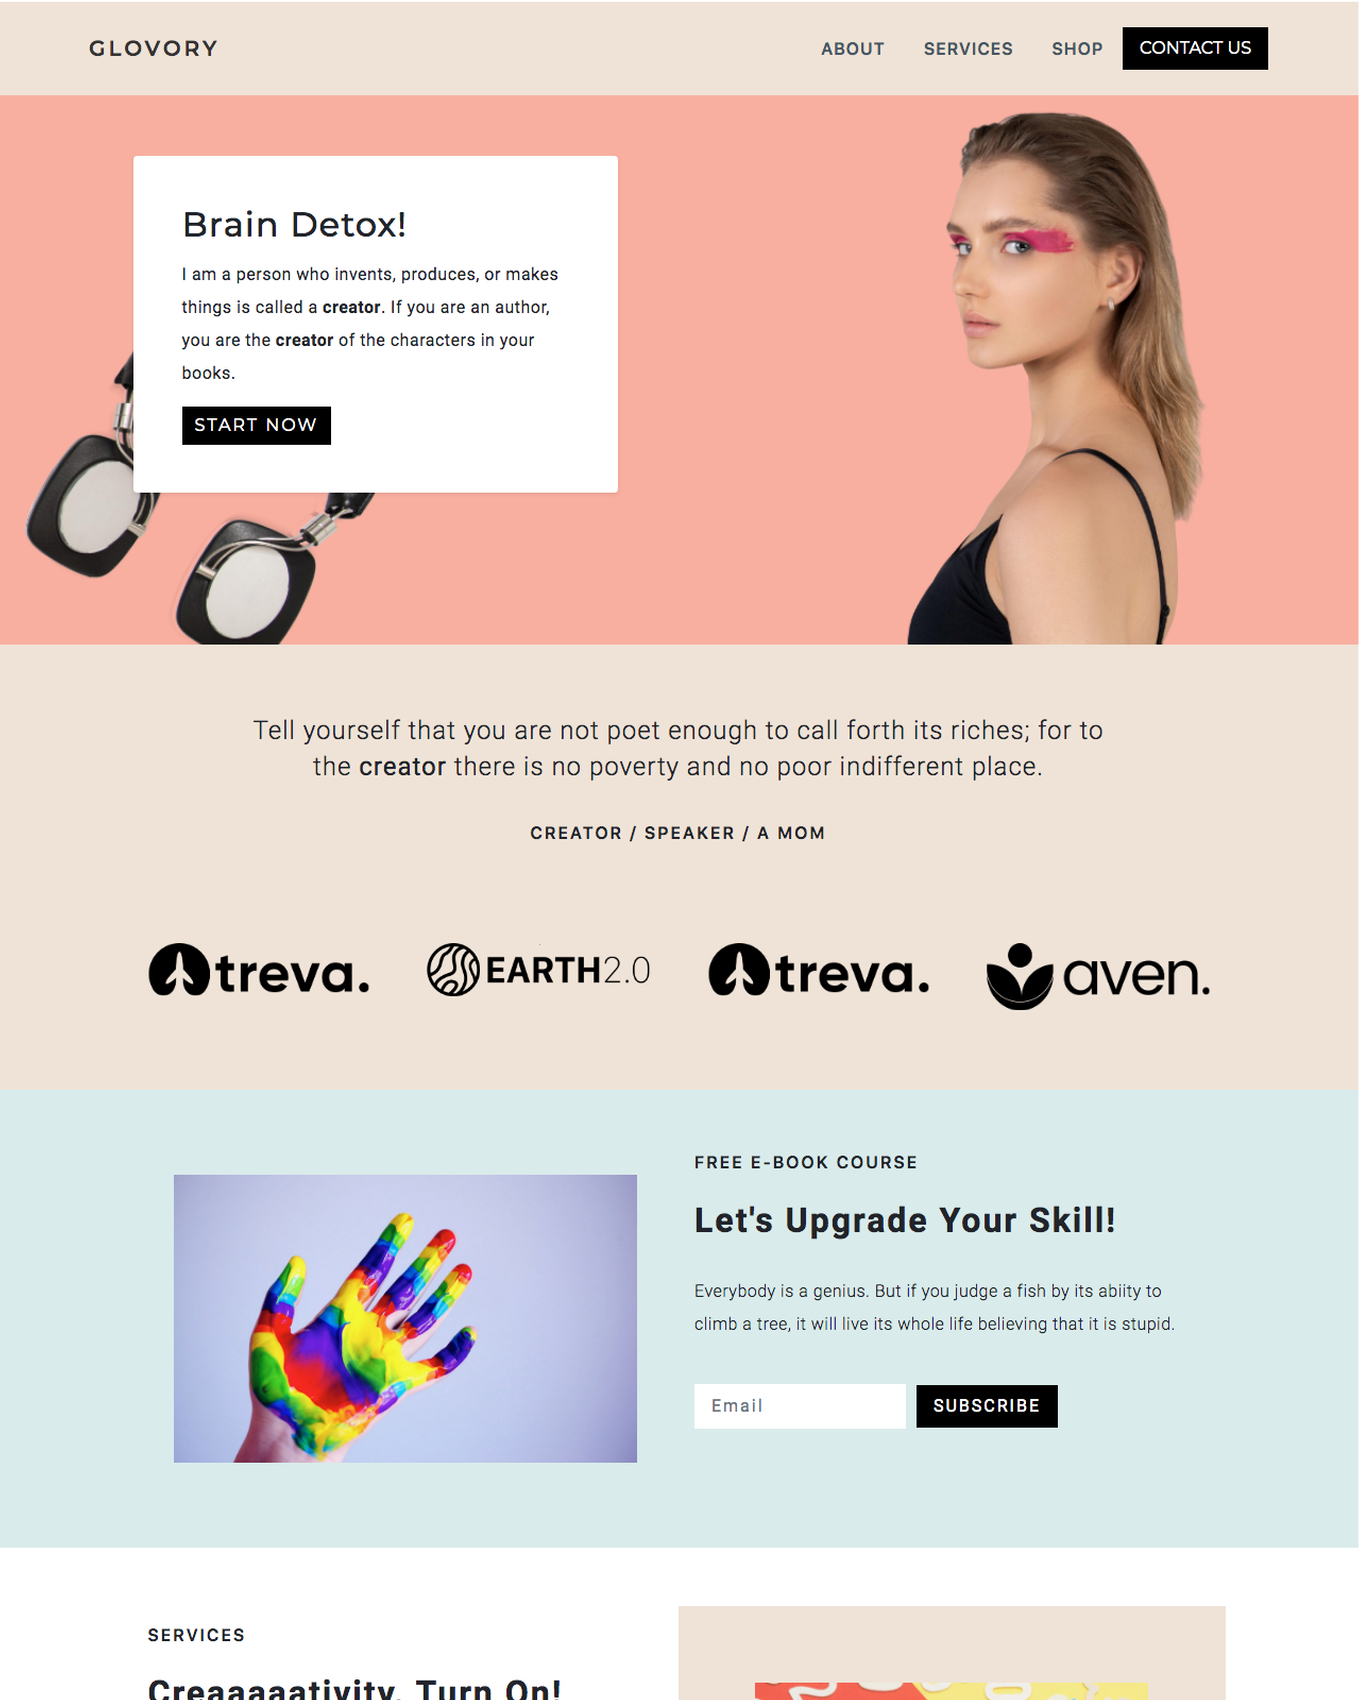 GLOVORY
ABOUT SERVICES SHOP CONTACT US
Brain Detox!
I am a person who invents, produces, or makes
things is called a creator. If you are an author,
you are the creator of the characters in your
books.
START NOW
Tell yourself that you are not poet enough to call forth its riches; for to
the creator there is no poverty and no poor indifferent place.
CREATOR / SPEAKER / A MOM
treva. EARTH2.0 treva. aven.
FREE E-BOOK COURSE
Let's Upgrade Your Skill!
Everybody is a genius. But if you judge a fish by its abiity to
climb a tree, it will live its whole life believing that it is stupid.
Email SUBSCRIBE
SERVICES
Creaaaaativity, Turn On!